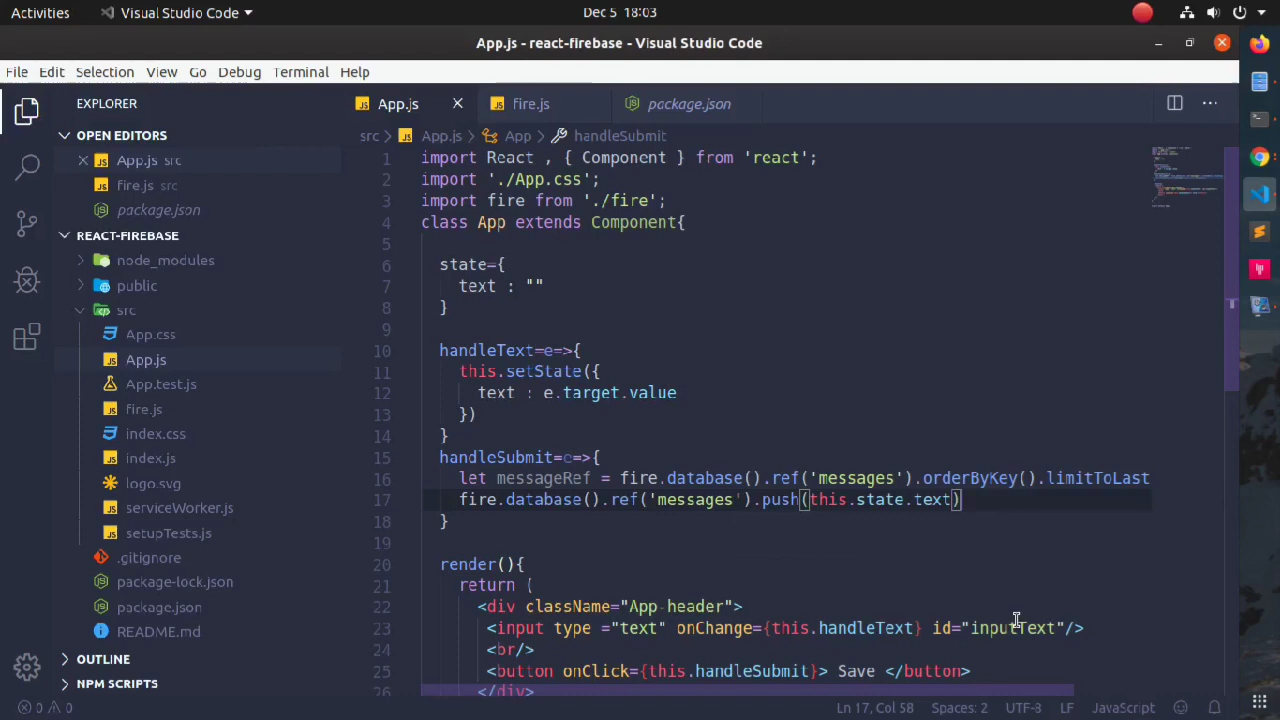 Activities
Visual Studio Code
Dec 5 18:03
App.js - react-firebase - Visual Studio Code
File Edit Selection View Go Debug Terminal Help
EXPLORER
OPEN EDITORS
App.js src
fire.js src
package.json
REACT-FIREBASE
node_modules
public
src
App.css
App.js
App.test.js
fire.js
index.css
index.js
logo.svg
serviceWorker.js
setupTests.js
.gitignore
package-lock.json
package.json
README.md
OUTLINE
NPM SCRIPTS
App.js
fire.js
package.json
src > App.js > App > handleSubmit
1 import React , { Component } from 'react';
2 import './App.css';
3 import fire from './fire';
4 class App extends Component{
5
6 state={
7 text : ""
8 }
9
10 handleText=e=>{
11 this.setState({
12 text : e.target.value
13 })
14 }
15 handleSubmit=e=>{
16 let messageRef = fire.database().ref('messages').orderByKey().limitToLast
17 fire.database().ref('messages').push(this.state.text)
18 }
19
20 render(){
21 return (
22 <div className="App-header">
23 <input type ="text" onChange={this.handleText} id="inputText"/>
24 <br/>
25 <button onClick={this.handleSubmit}> Save </button>
26 </div>
0 0
Ln 17, Col 58
Spaces: 2
UTF-8
LF
JavaScript